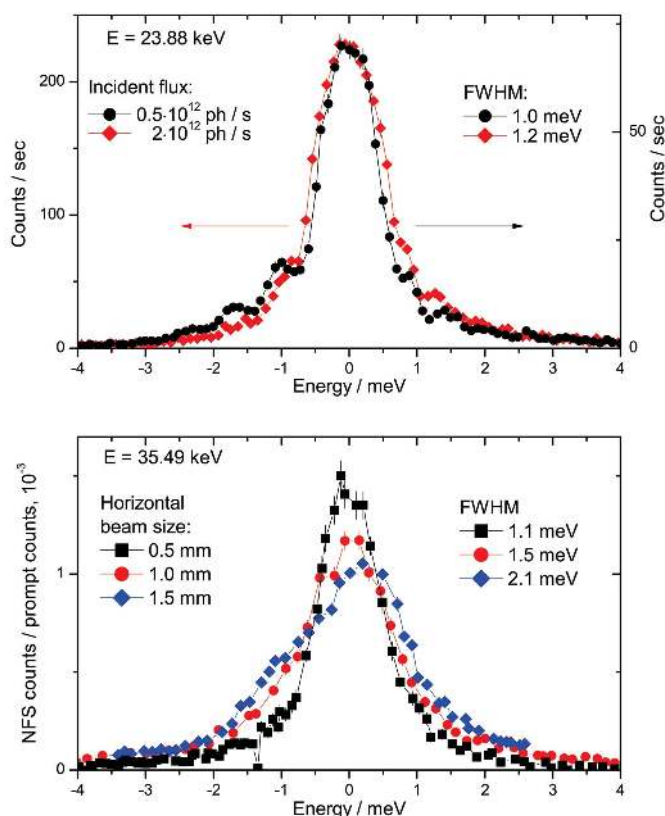 E = 23.88 keV
Incident flux:
0.5·10¹² ph / s
2·10¹² ph / s
FWHM:
1.0 meV
1.2 meV
200
100
0
Counts / sec
50
0
Counts / sec
-4 -3 -2 -1 0 1 2 3 4
Energy / meV
E = 35.49 keV
Horizontal
beam size:
0.5 mm
1.0 mm
1.5 mm
FWHM
1.1 meV
1.5 meV
2.1 meV
1
0
NFS counts / prompt counts, 10⁻³
-4 -3 -2 -1 0 1 2 3 4
Energy / meV